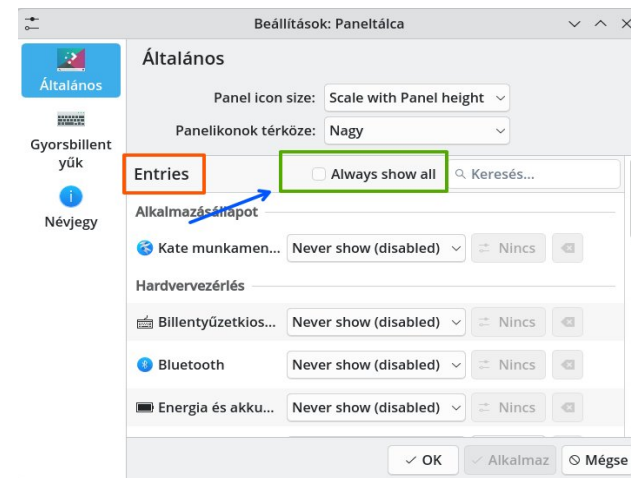 Beállítások: Paneltálca
Általános
Gyorsbillent
yűk
Névjegy
Általános
Panel icon size: Scale with Panel height
Panelikonok térköze: Nagy
Entries Always show all Keresés...
Alkalmazásállapot
Kate munkamen... Never show (disabled) Nincs
Hardvervezérlés
Billentyűzetkios... Never show (disabled) Nincs
Bluetooth Never show (disabled) Nincs
Energia és akku... Never show (disabled) Nincs
OK Alkalmaz Mégse